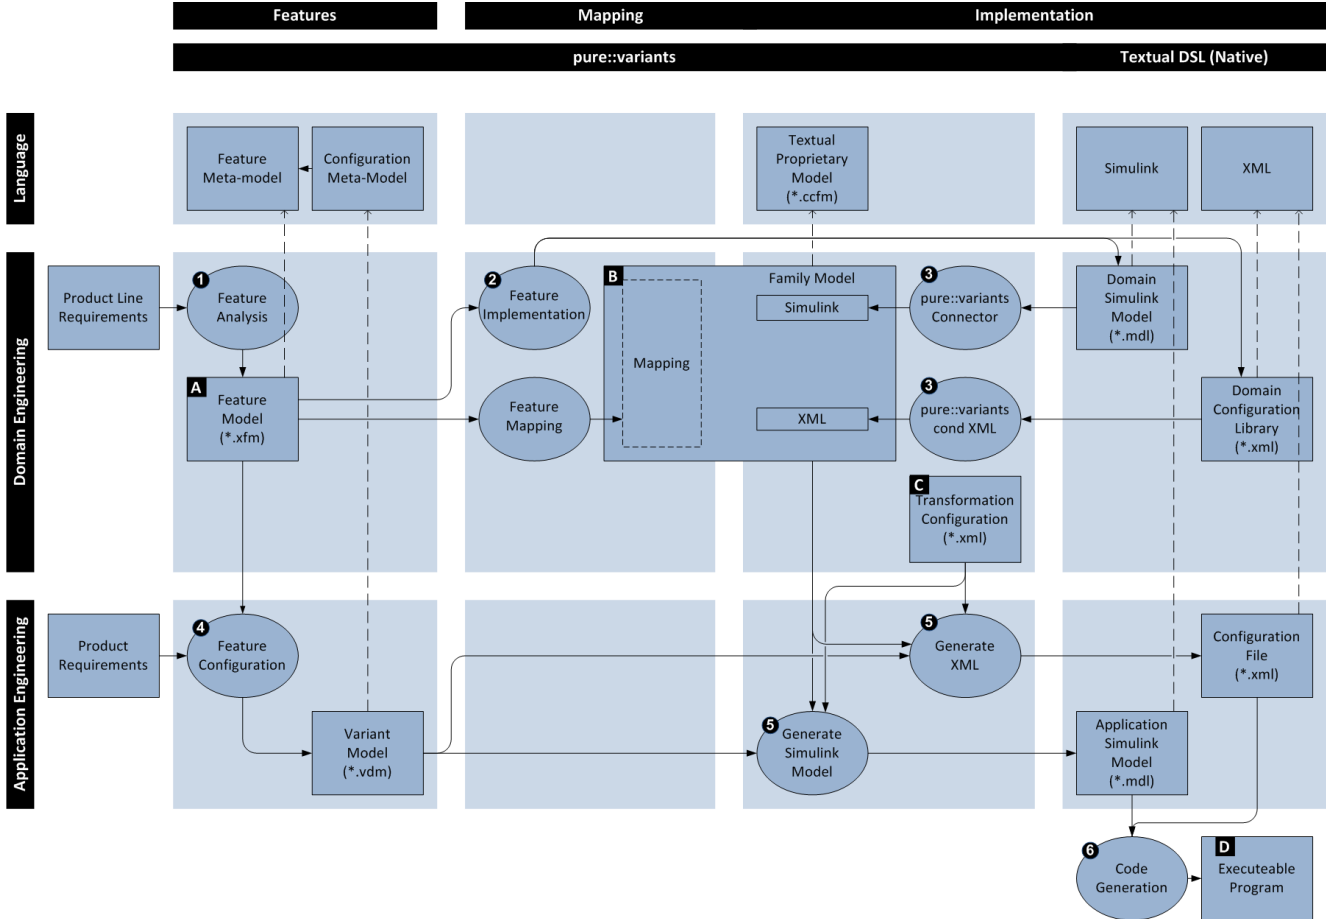 Features
Mapping
Implementation
pure::variants
Textual DSL (Native)
Language
Feature
Meta-model
Configuration
Meta-Model
Textual
Proprietary
Model
(*.ccfm)
Simulink
XML
Domain Engineering
Product Line
Requirements
1
Feature
Analysis
2
Feature
Implementation
B
Family Model
Simulink
Mapping
XML
3
pure::variants
Connector
Domain
Simulink
Model
(*.mdl)
A
Feature
Model
(*.xfm)
Feature
Mapping
3
pure::variants
cond XML
Domain
Configuration
Library
(*.xml)
C
Transformation
Configuration
(*.xml)
Application Engineering
Product
Requirements
4
Feature
Configuration
5
Generate
XML
Configuration
File
(*.xml)
Variant
Model
(*.vdm)
5
Generate
Simulink
Model
Application
Simulink
Model
(*.mdl)
6
Code
Generation
D
Executeable
Program